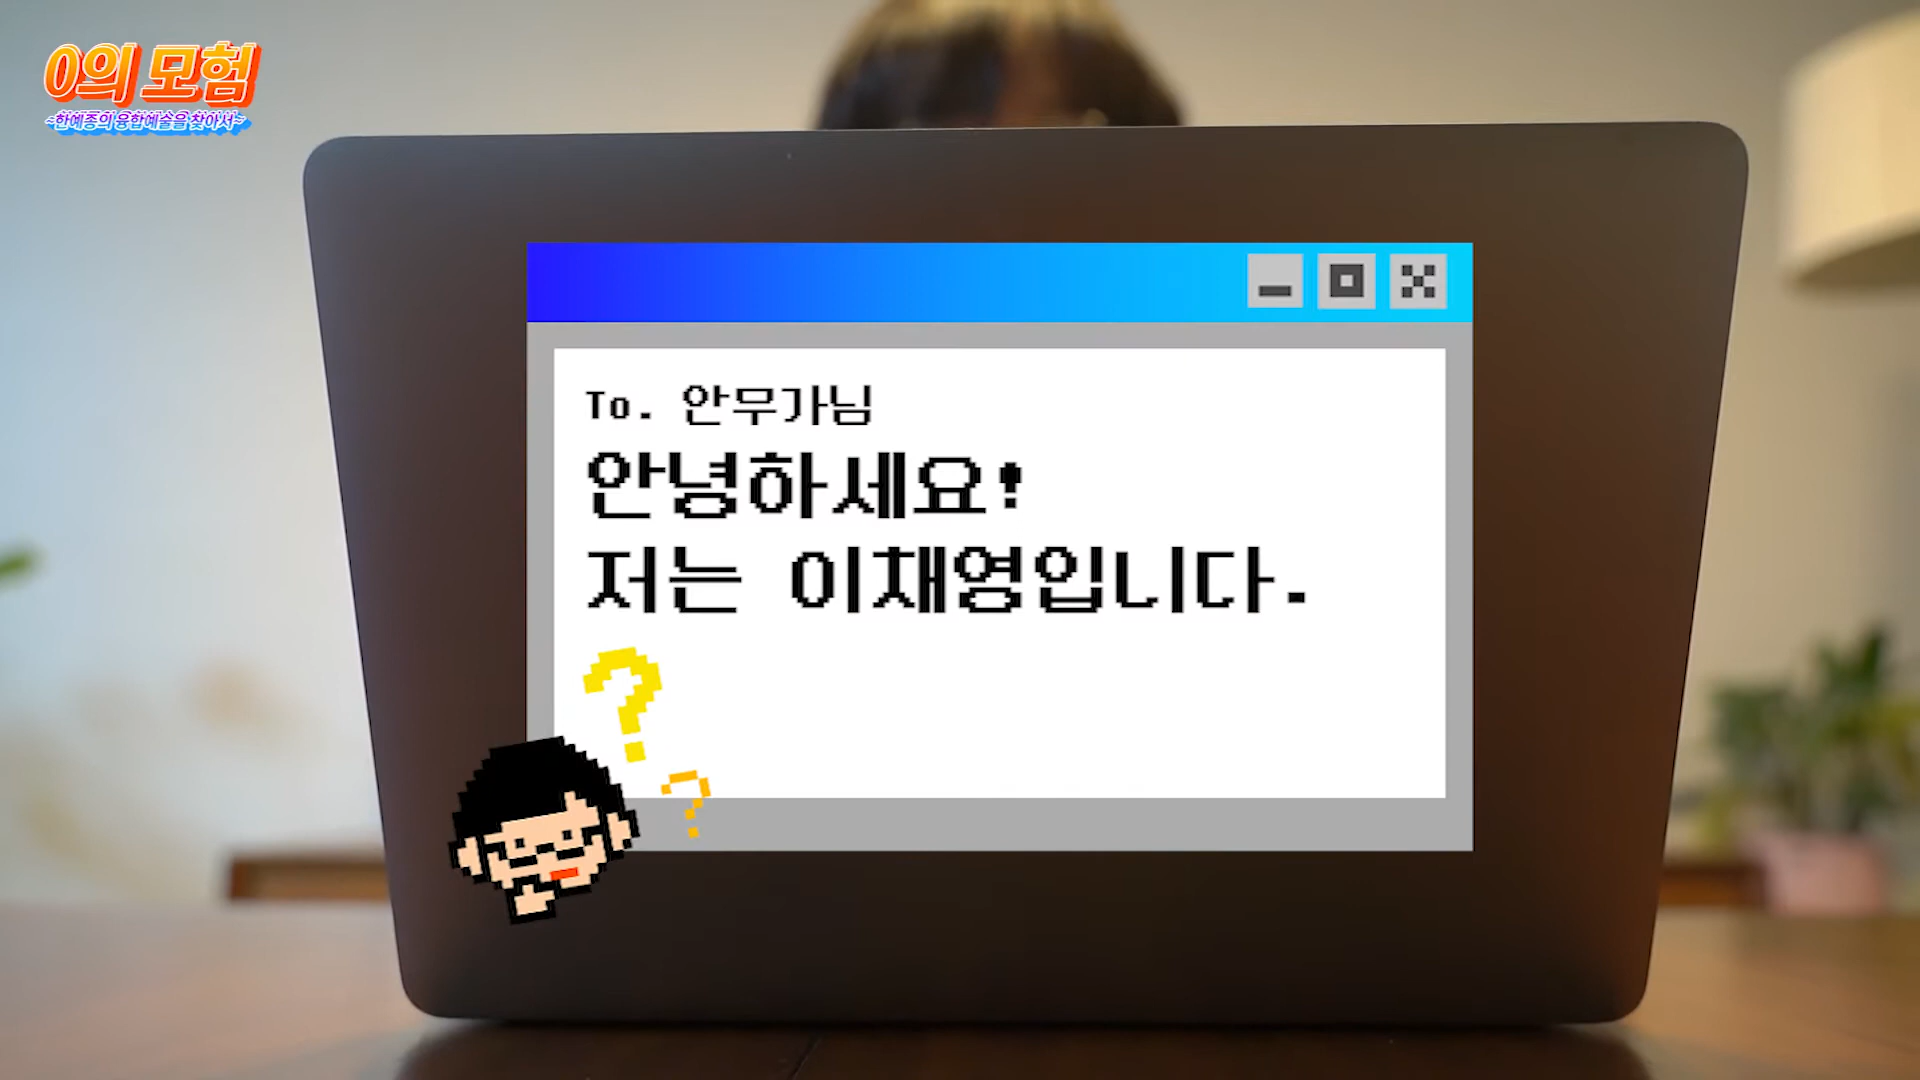 0의 모험
~한예종의 융합예술을 찾아서~
To. 안무가님
안녕하세요!
저는 이채영입니다.
?
?